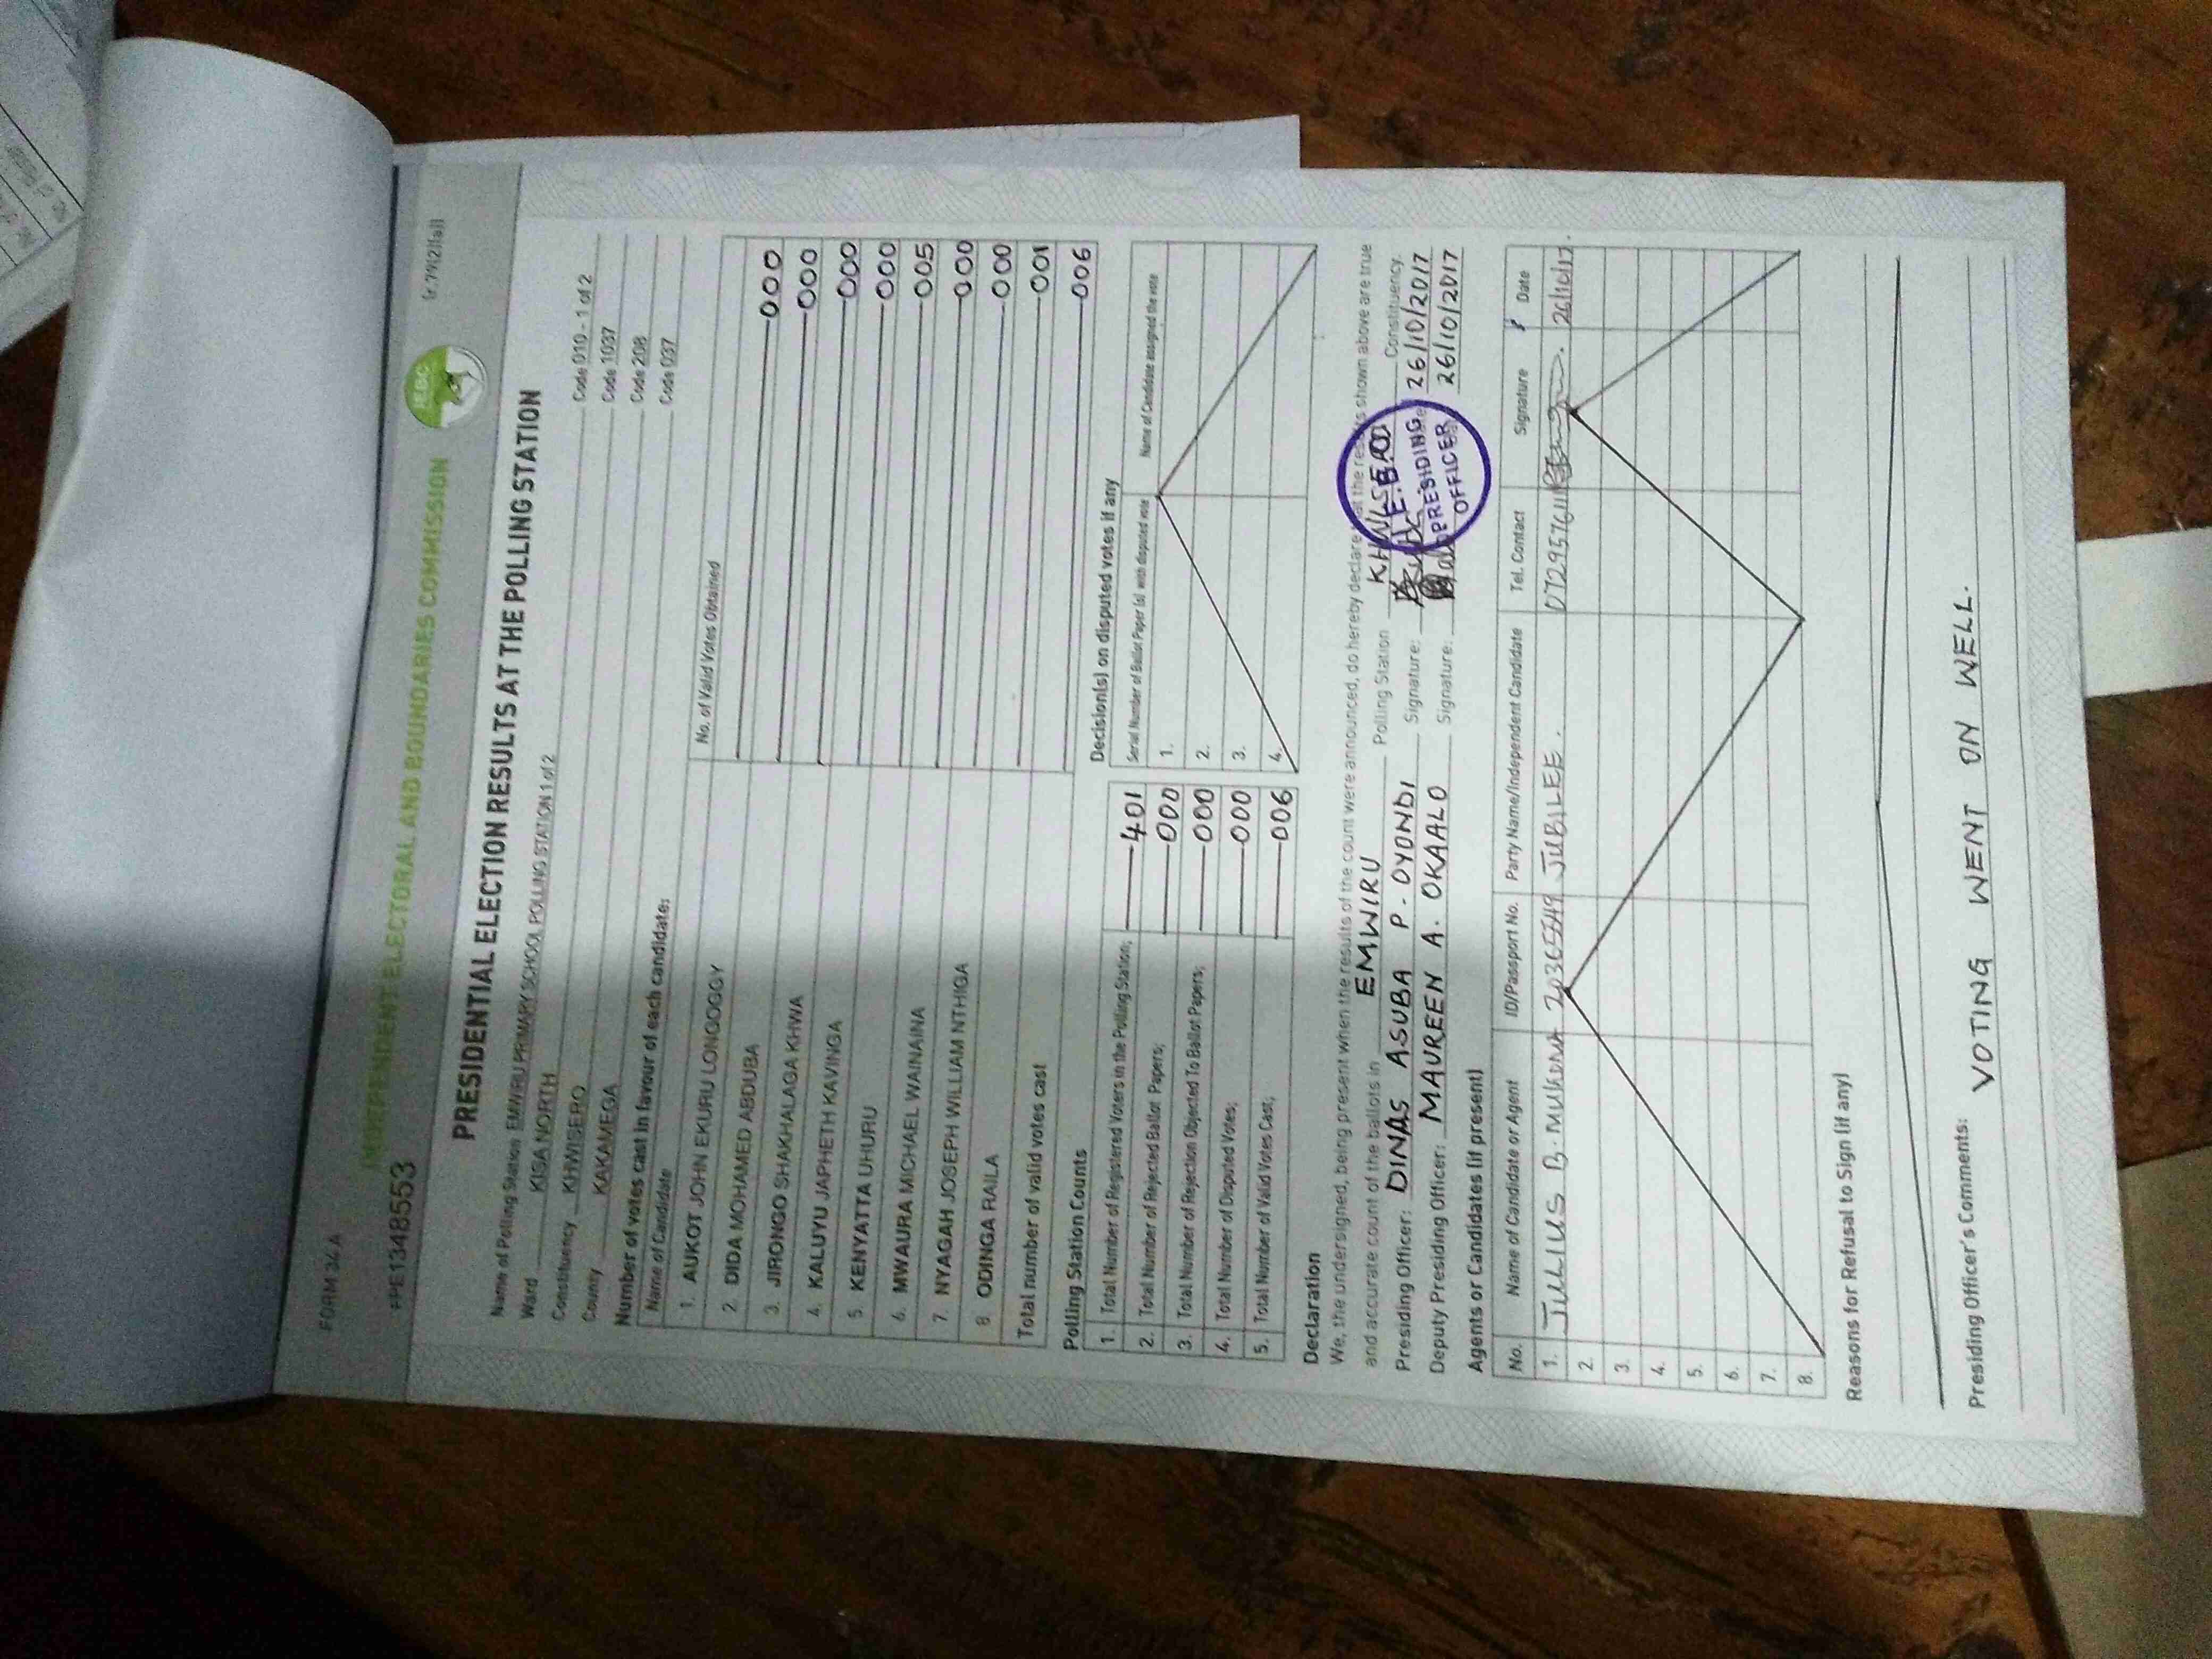 FORM 34 A
(r.79(2)(a))
INDEPENDENT ELECTORAL AND BOUNDARIES COMMISSION
IEBC
PRE13485553
PRESIDENTIAL ELECTION RESULTS AT THE POLLING STATION
Name of Polling Station EMWIRU PRIMARY SCHOOL POLLING STATION 1 of 2 Code 010 - 1 of 2
Ward KISA NORTH Code 1037
Constituency KHWISERO Code 208
County KAKAMEGA Code 037
Number of votes cast in favour of each candidate:
Name of Candidate No. of Valid Votes Obtained
1. AUKOT JOHN EKURU LONGOGGY 000
2. DIDA MOHAMED ABDUBA 000
3. JIRONGO SHAKHALAGA KHWA 000
4. KALUYU JAPHETH KAVINGA 000
5. KENYATTA UHURU 005
6. MWAURA MICHAEL WAINAINA 000
7. NYAGAH JOSEPH WILLIAM NTHIGA 000
8. ODINGA RAILA 001
Total number of valid votes cast 006
Polling Station Counts
1. Total Number of Registered Voters in the Polling Station; 401
2. Total Number of Rejected Ballot Papers; 000
3. Total Number of Rejection Objected To Ballot Papers; 000
4. Total Number of Disputed Votes; 000
5. Total Number of Valid Votes Cast; 006
Decision(s) on disputed votes if any
Serial Number of Ballot Paper (s) with disputed vote Name of Candidate assigned the vote
1.
2.
3.
4.
Declaration
We, the undersigned, being present when the results of the count were announced, do hereby declare that the results shown above are true
and accurate count of the ballots in EMWIRU Polling Station KHWISERO Constituency.
Presiding Officer: DINAS ASUBA P. OYONDI Signature: 26/10/2017
Deputy Presiding Officer: MAUREEN A. OKAALO Signature: 26/10/2017
PRESIDING
OFFICER
Agents or Candidates (if present)
No. Name of Candidate or Agent ID/Passport No. Party Name/Independent Candidate Tel. Contact Signature Date
1. JULIUS B. JUBILEE. 26/10/17.
2.
3.
4.
5.
6.
7.
8.
Reasons for Refusal to Sign (if any)
Presiding Officer's Comments: VOTING WENT ON WELL.